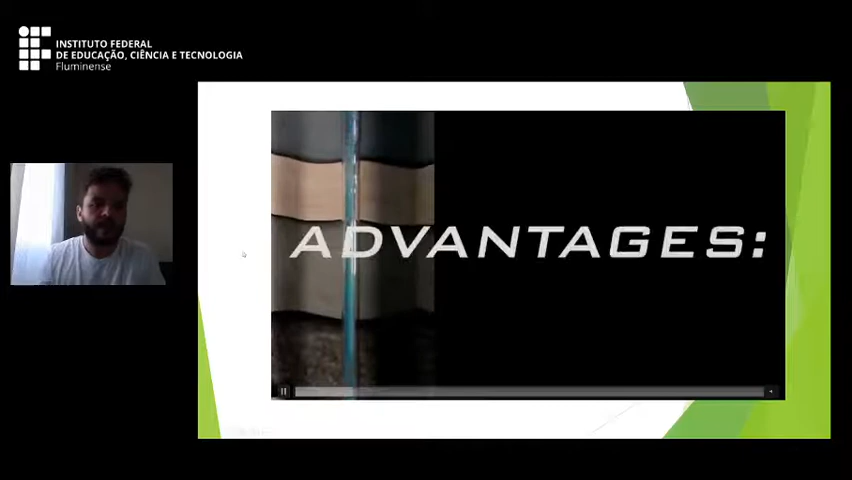 INSTITUTO FEDERAL
DE EDUCAÇÃO, CIÊNCIA E TECNOLOGIA
Fluminense
ADVANTAGES: